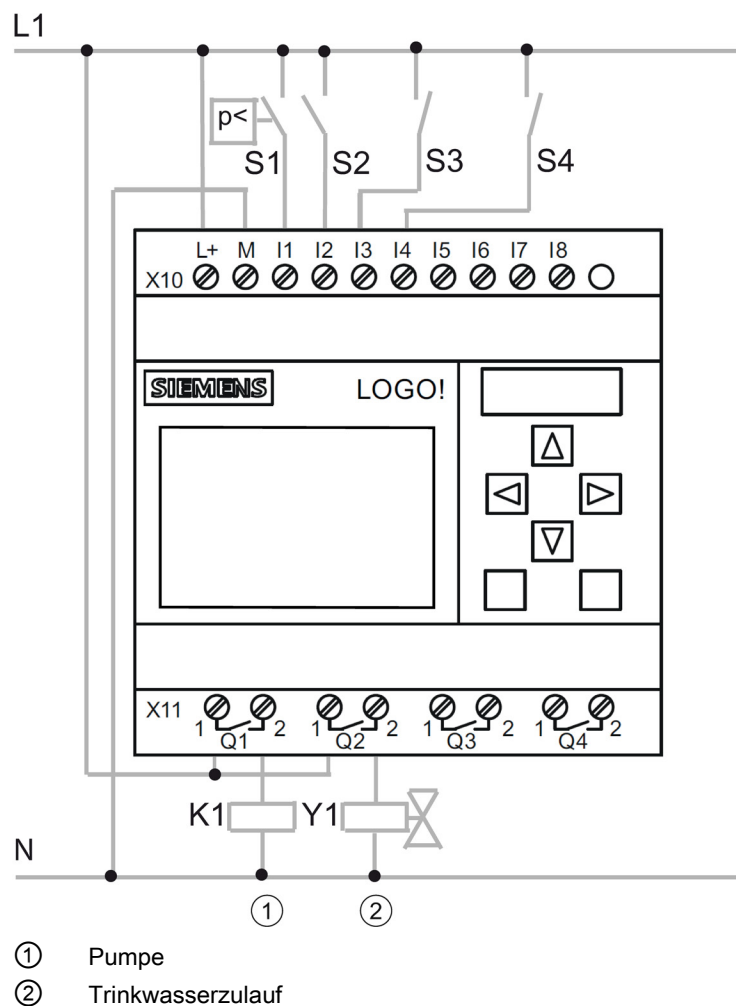 L1
p<
S1 S2 S3 S4
L+ M I1 I2 I3 I4 I5 I6 I7 I8
X10
SIEMENS LOGO!
X11 1 2 1 2 1 2 1 2
Q1 Q2 Q3 Q4
K1 Y1
N
① ②
① Pumpe
② Trinkwasserzulauf